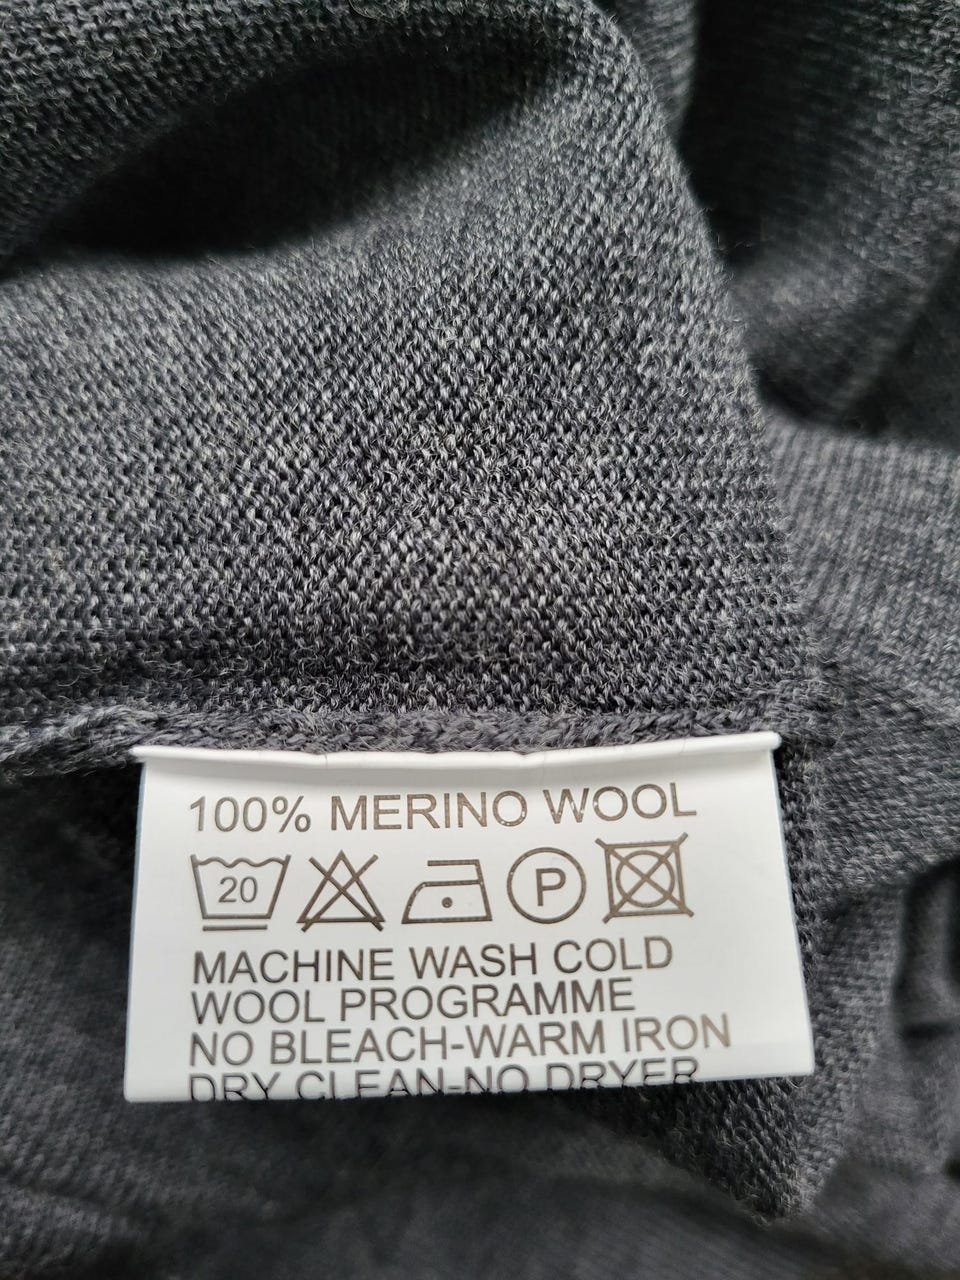 100% MERINO WOOL
20 P
MACHINE WASH COLD
WOOL PROGRAMME
NO BLEACH-WARM IRON
DRY CLEAN-NO DRYER